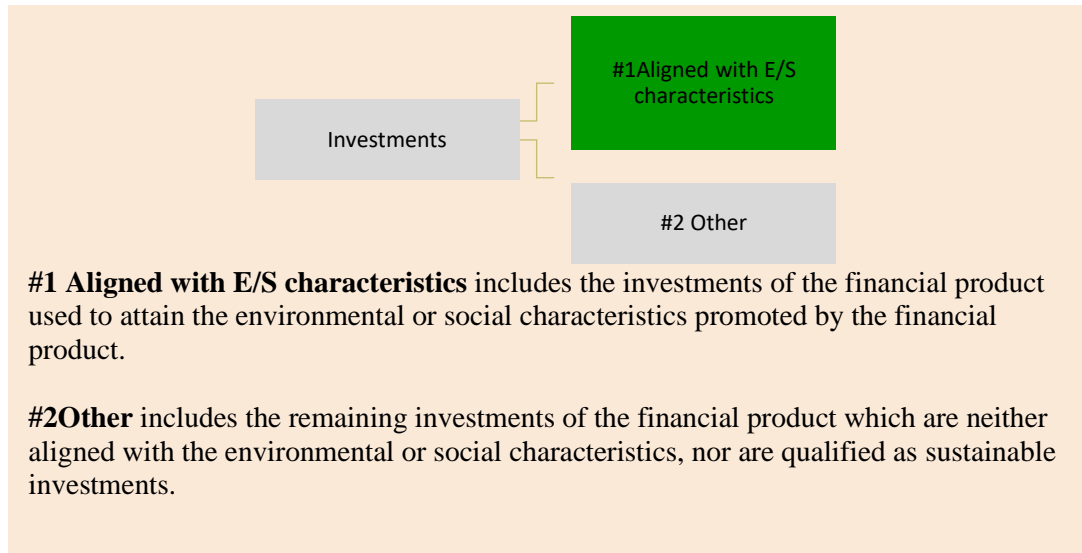 #1Aligned with E/S
characteristics
Investments
#2 Other
#1 Aligned with E/S characteristics includes the investments of the financial product
used to attain the environmental or social characteristics promoted by the financial
product.
#2Other includes the remaining investments of the financial product which are neither
aligned with the environmental or social characteristics, nor are qualified as sustainable
investments.